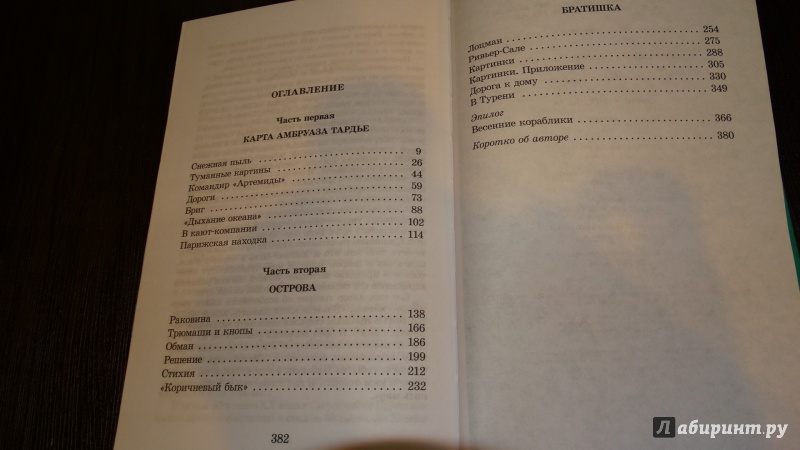 ОГЛАВЛЕНИЕ
Часть первая
КАРТА АМБРУАЗА ТАРДЬЕ
Снежная пыль 9
Туманные картины 26
Командир «Артемиды» 44
Дороги 59
Бриг 73
«Дыхание океана» 88
В кают-компании 102
Парижская находка 114
Часть вторая
ОСТРОВА
Раковина 138
Трюмаши и кнопы 166
Обман 186
Решение 199
Стихия 212
«Коричневый бык» 232
382
БРАТИШКА
Лоцман 254
Ривьер-Сале 275
Картинки 288
Картинки. Приложение 305
Дорога к дому 330
В Турени 349
Эпилог
Весенние кораблики 366
Коротко об авторе 380
Лабиринт.ру